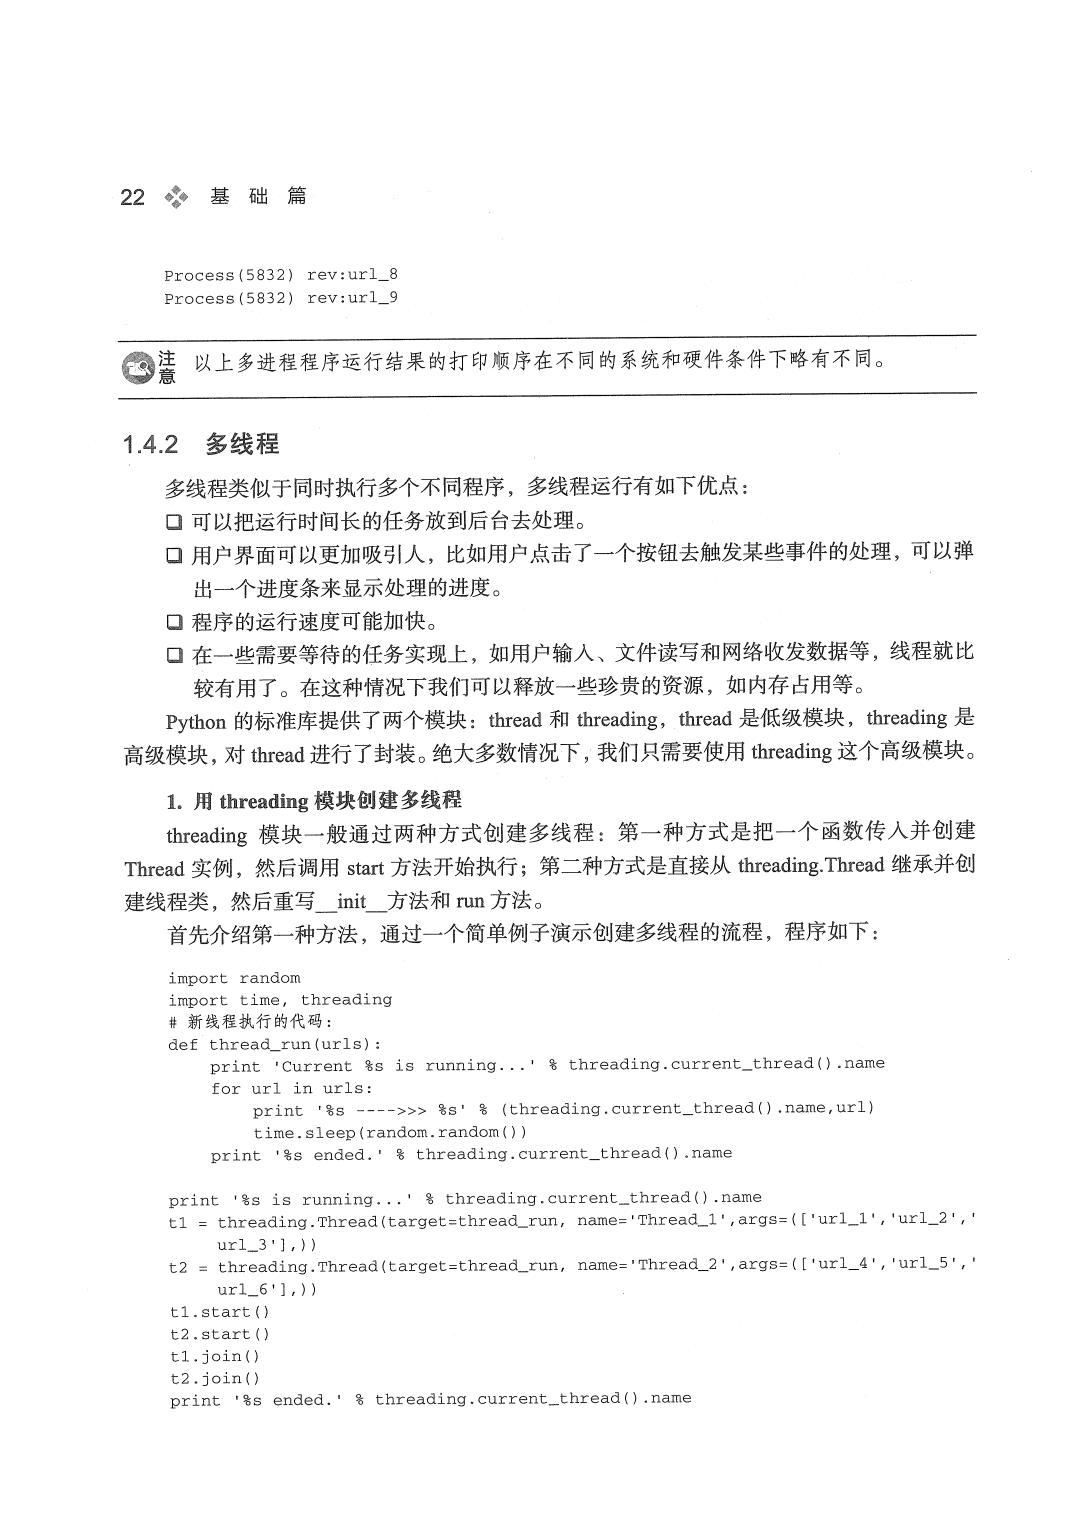 22 基 础 篇
Process(5832) rev:url_8
Process(5832) rev:url_9
注意 以上多进程程序运行结果的打印顺序在不同的系统和硬件条件下略有不同。
1.4.2 多线程
多线程类似于同时执行多个不同程序，多线程运行有如下优点：
❑ 可以把运行时间长的任务放到后台去处理。
❑ 用户界面可以更加吸引人，比如用户点击了一个按钮去触发某些事件的处理，可以弹
出一个进度条来显示处理的进度。
❑ 程序的运行速度可能加快。
❑ 在一些需要等待的任务实现上，如用户输入、文件读写和网络收发数据等，线程就比
较有用了。在这种情况下我们可以释放一些珍贵的资源，如内存占用等。
Python 的标准库提供了两个模块：thread 和 threading，thread 是低级模块，threading 是
高级模块，对 thread 进行了封装。绝大多数情况下，我们只需要使用 threading 这个高级模块。
1. 用 threading 模块创建多线程
threading 模块一般通过两种方式创建多线程：第一种方式是把一个函数传入并创建
Thread 实例，然后调用 start 方法开始执行；第二种方式是直接从 threading.Thread 继承并创
建线程类，然后重写__init__方法和 run 方法。
首先介绍第一种方法，通过一个简单例子演示创建多线程的流程，程序如下：
import random
import time, threading
# 新线程执行的代码：
def thread_run(urls):
    print 'Current %s is running...' % threading.current_thread().name
    for url in urls:
        print '%s ---->>> %s' % (threading.current_thread().name,url)
        time.sleep(random.random())
    print '%s ended.' % threading.current_thread().name
print '%s is running...' % threading.current_thread().name
t1 = threading.Thread(target=thread_run, name='Thread_1',args=(['url_1','url_2','
    url_3'],))
t2 = threading.Thread(target=thread_run, name='Thread_2',args=(['url_4','url_5','
    url_6'],))
t1.start()
t2.start()
t1.join()
t2.join()
print '%s ended.' % threading.current_thread().name